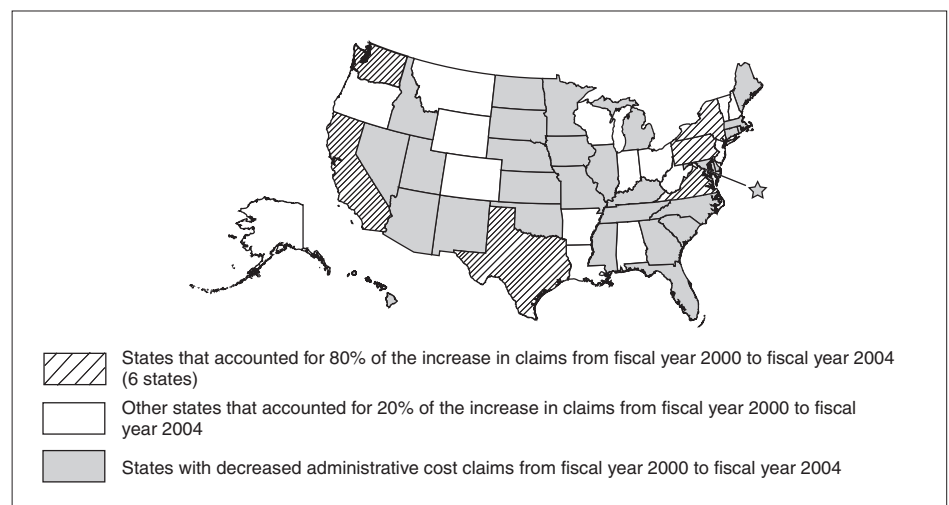 States that accounted for 80% of the increase in claims from fiscal year 2000 to fiscal year 2004
(6 states)
Other states that accounted for 20% of the increase in claims from fiscal year 2000 to fiscal
year 2004
States with decreased administrative cost claims from fiscal year 2000 to fiscal year 2004